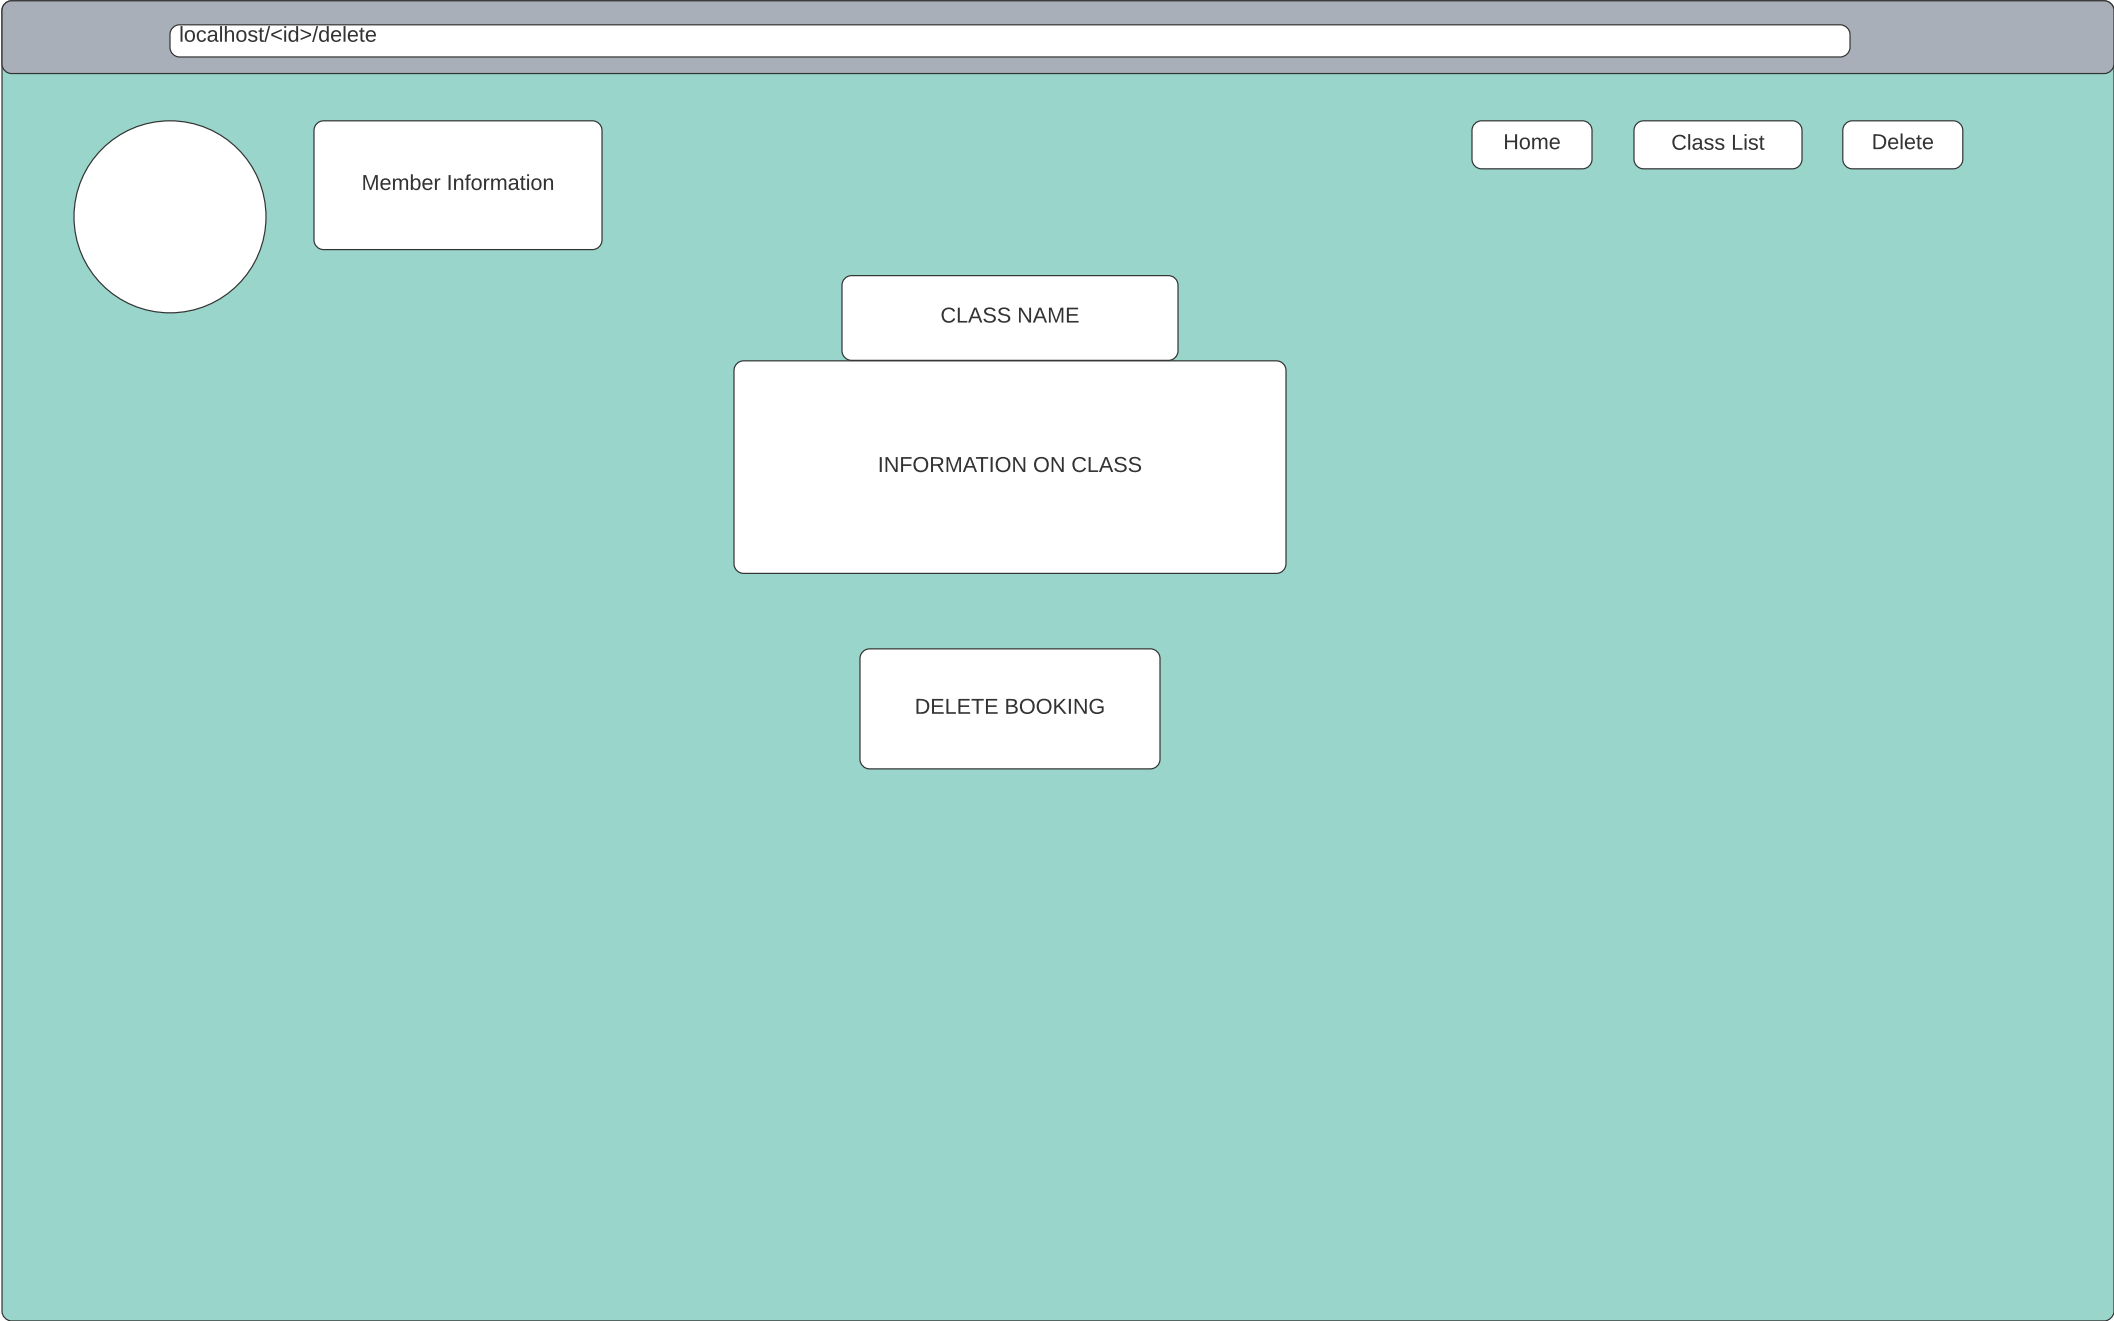 localhost/<id>/delete
Member Information
Home
Class List
Delete
CLASS NAME
INFORMATION ON CLASS
DELETE BOOKING